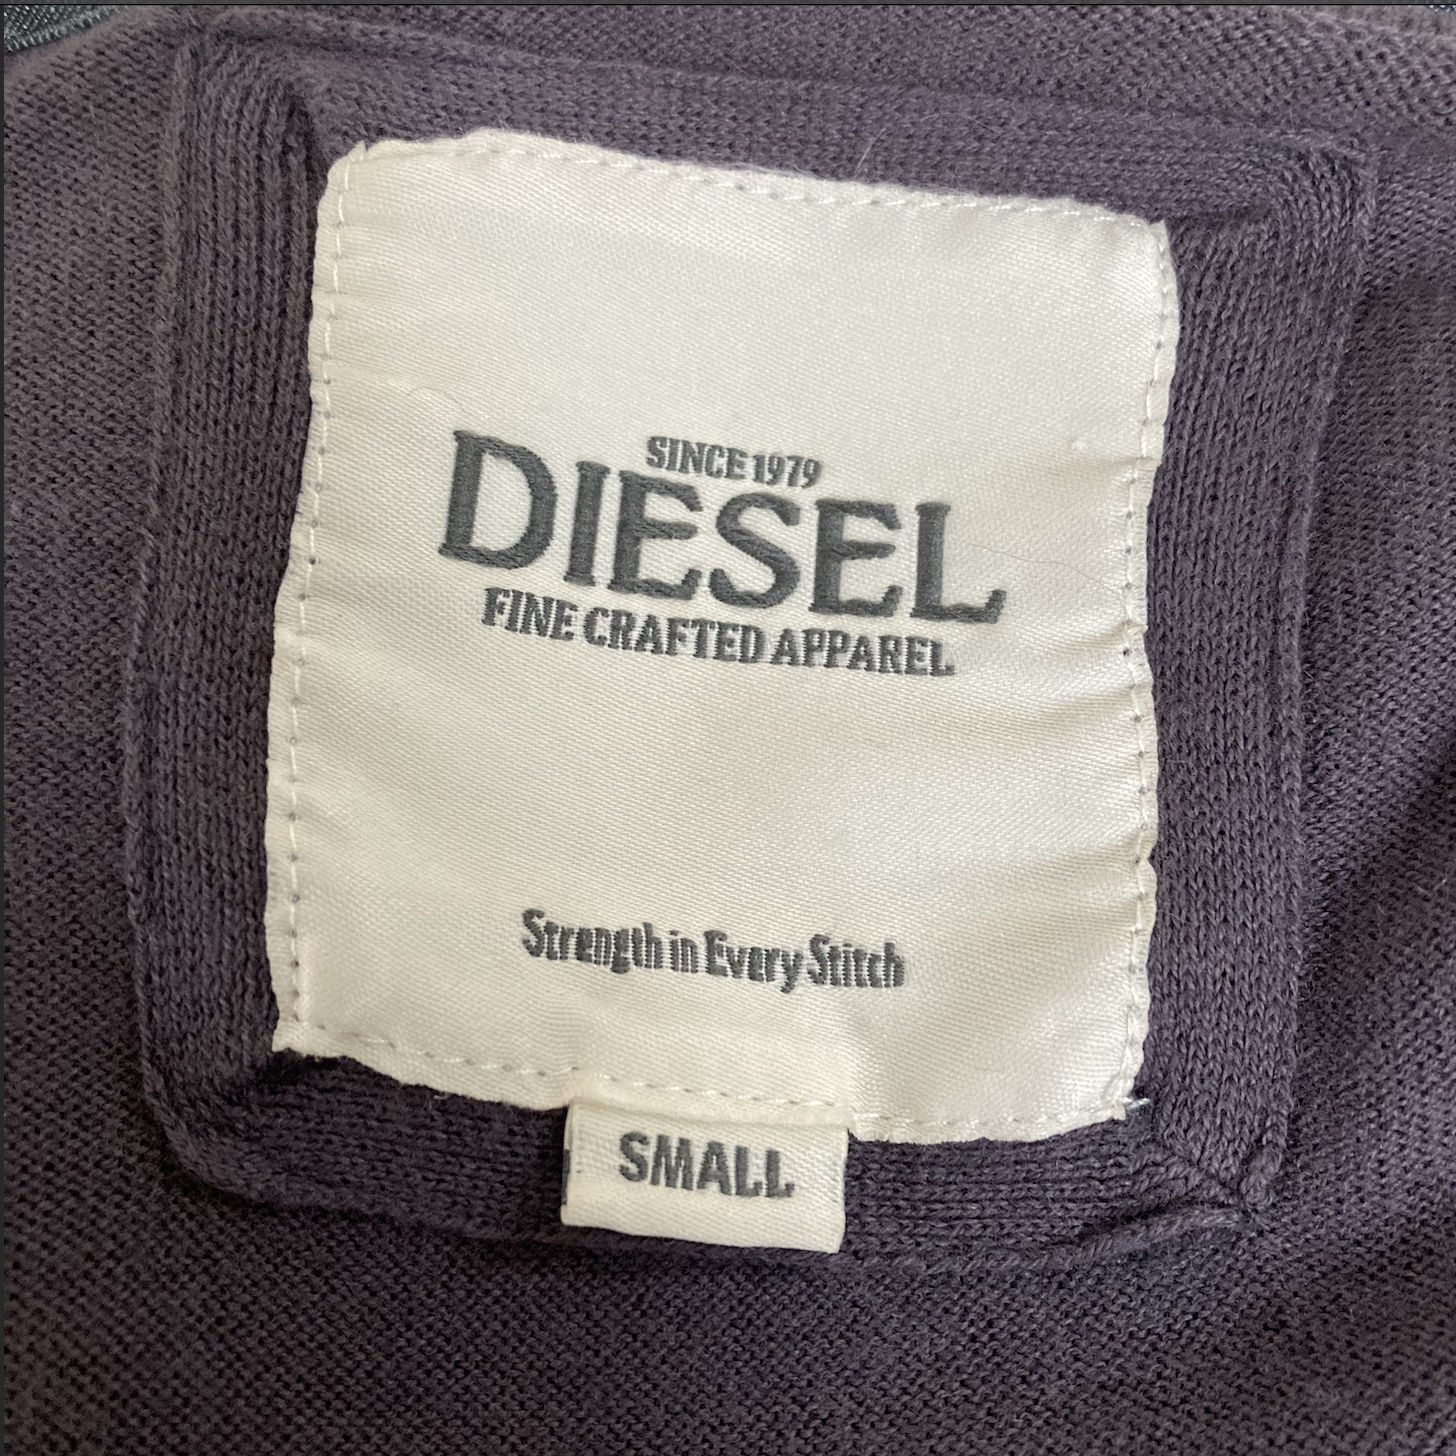 SINCE 1979
DIESEL
FINE CRAFTED APPAREL
Strength in Every Stitch
SMALL